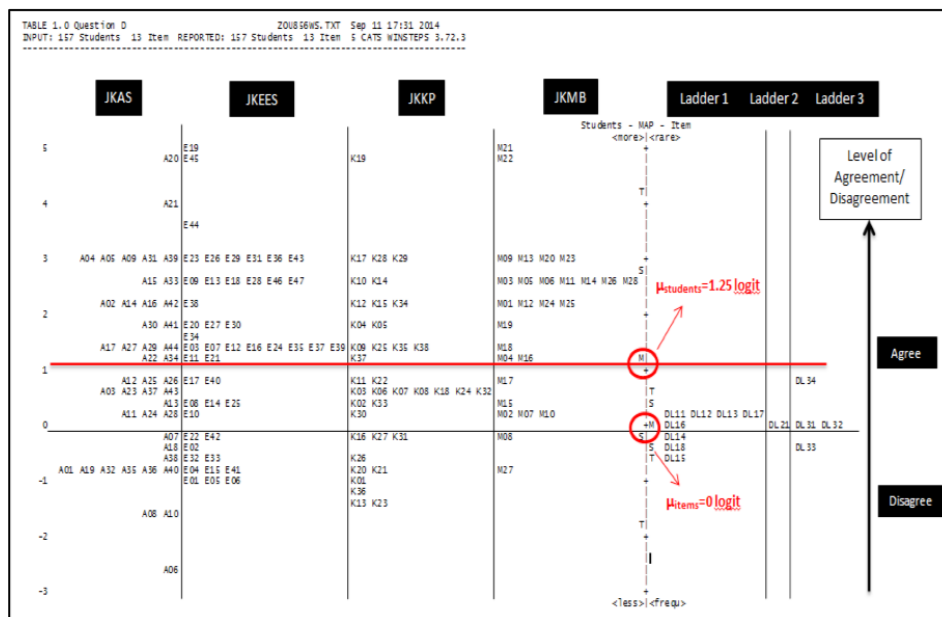 TABLE 1.0 Question D ZOU856WS.TXT Sep 11 17:31 2014
INPUT: 157 Students 13 Item REPORTED: 157 Students 13 Item 5 CATS WINSTEPS 3.72.3
JKAS JKEES JKKP JKMB Ladder 1 Ladder 2 Ladder 3
Students - MAP - Item
<more>|<rare>
5 E19 M21
A20 E45 K19 M22
Level of Agreement/ Disagreement
T
4 A21
E44
3 A04 A05 A09 A31 A39 E23 E26 E29 E31 E36 E43 K17 K28 K29 M09 M13 M20 M23
S
A15 A33 E09 E13 E18 E28 E46 E47 K10 K14 M03 M05 M06 M11 M14 M26 M28
µstudents=1.25 logit
A02 A14 A16 A42 E38 K12 K15 K34 M01 M12 M24 M25
2
A30 A41 E20 E27 E30 K04 K05 M19
E34
A17 A27 A29 A44 E03 E07 E12 E16 E24 E35 E37 E39 K09 K25 K35 K38 M18
A22 A34 E11 E21 K37 M04 M16 M
Agree
1
A12 A25 A26 E17 E40 K11 K22 M17 DL34
A03 A23 A37 A43 K03 K06 K07 K08 K18 K24 K32 T
A13 E08 E14 E25 K02 K33 M15 S
A11 A24 A28 E10 K30 M02 M07 M10 DL11 DL12 DL13 DL17
0 M DL16 DL21 DL31 DL32
A07 E22 E42 K16 K27 K31 M08 S DL14
A18 E02 S DL18 DL33
A38 E32 E33 K26 T DL15
A01 A19 A32 A35 A36 A40 E04 E15 E41 K20 K21 M27
-1 E01 E05 E06 K01
K36
µitems=0 logit
Disagree
K13 K23
A08 A10
T
-2
A06
-3
<less>|<frequ>